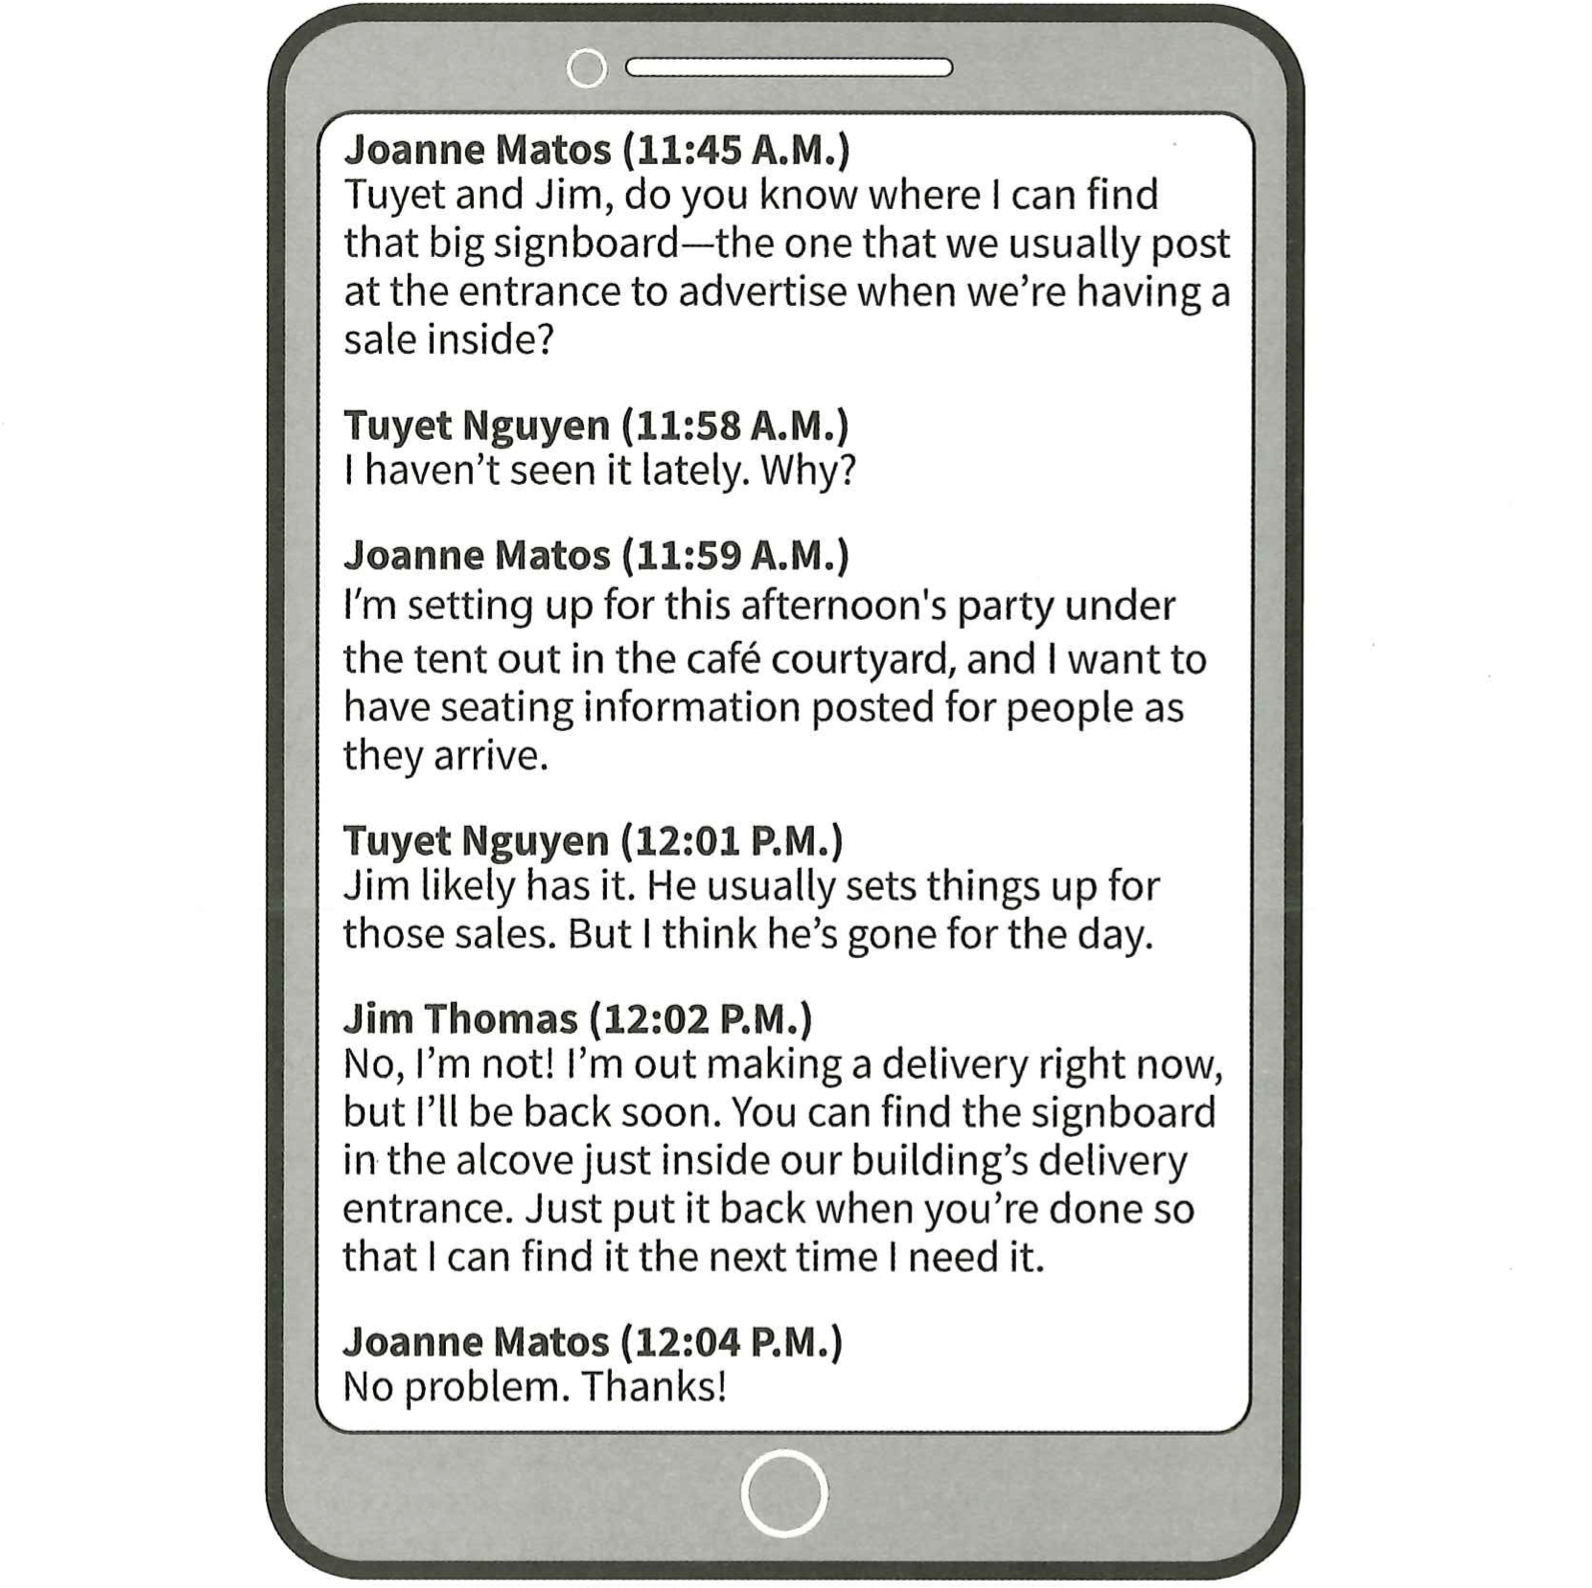 Joanne Matos (11:45 A.M.)
Tuyet and Jim, do you know where I can find
that big signboard—the one that we usually post
at the entrance to advertise when we’re having a
sale inside?
Tuyet Nguyen (11:58 A.M.)
I haven’t seen it lately. Why?
Joanne Matos (11:59 A.M.)
I'm setting up for this afternoon's party under
the tent out in the café courtyard, and I want to
have seating information posted for people as
they arrive.
Tuyet Nguyen (12:01 P.M.)
Jim likely has it. He usually sets things up for
those sales. But I think he’s gone for the day.
Jim Thomas (12:02 P.M.)
No, I’m not! I’m out making a delivery right now,
but I’ll be back soon. You can find the signboard
in the alcove just inside our building’s delivery
entrance. Just put it back when you’re done so
that I can find it the next time I need it.
Joanne Matos (12:04 P.M.)
No problem. Thanks!